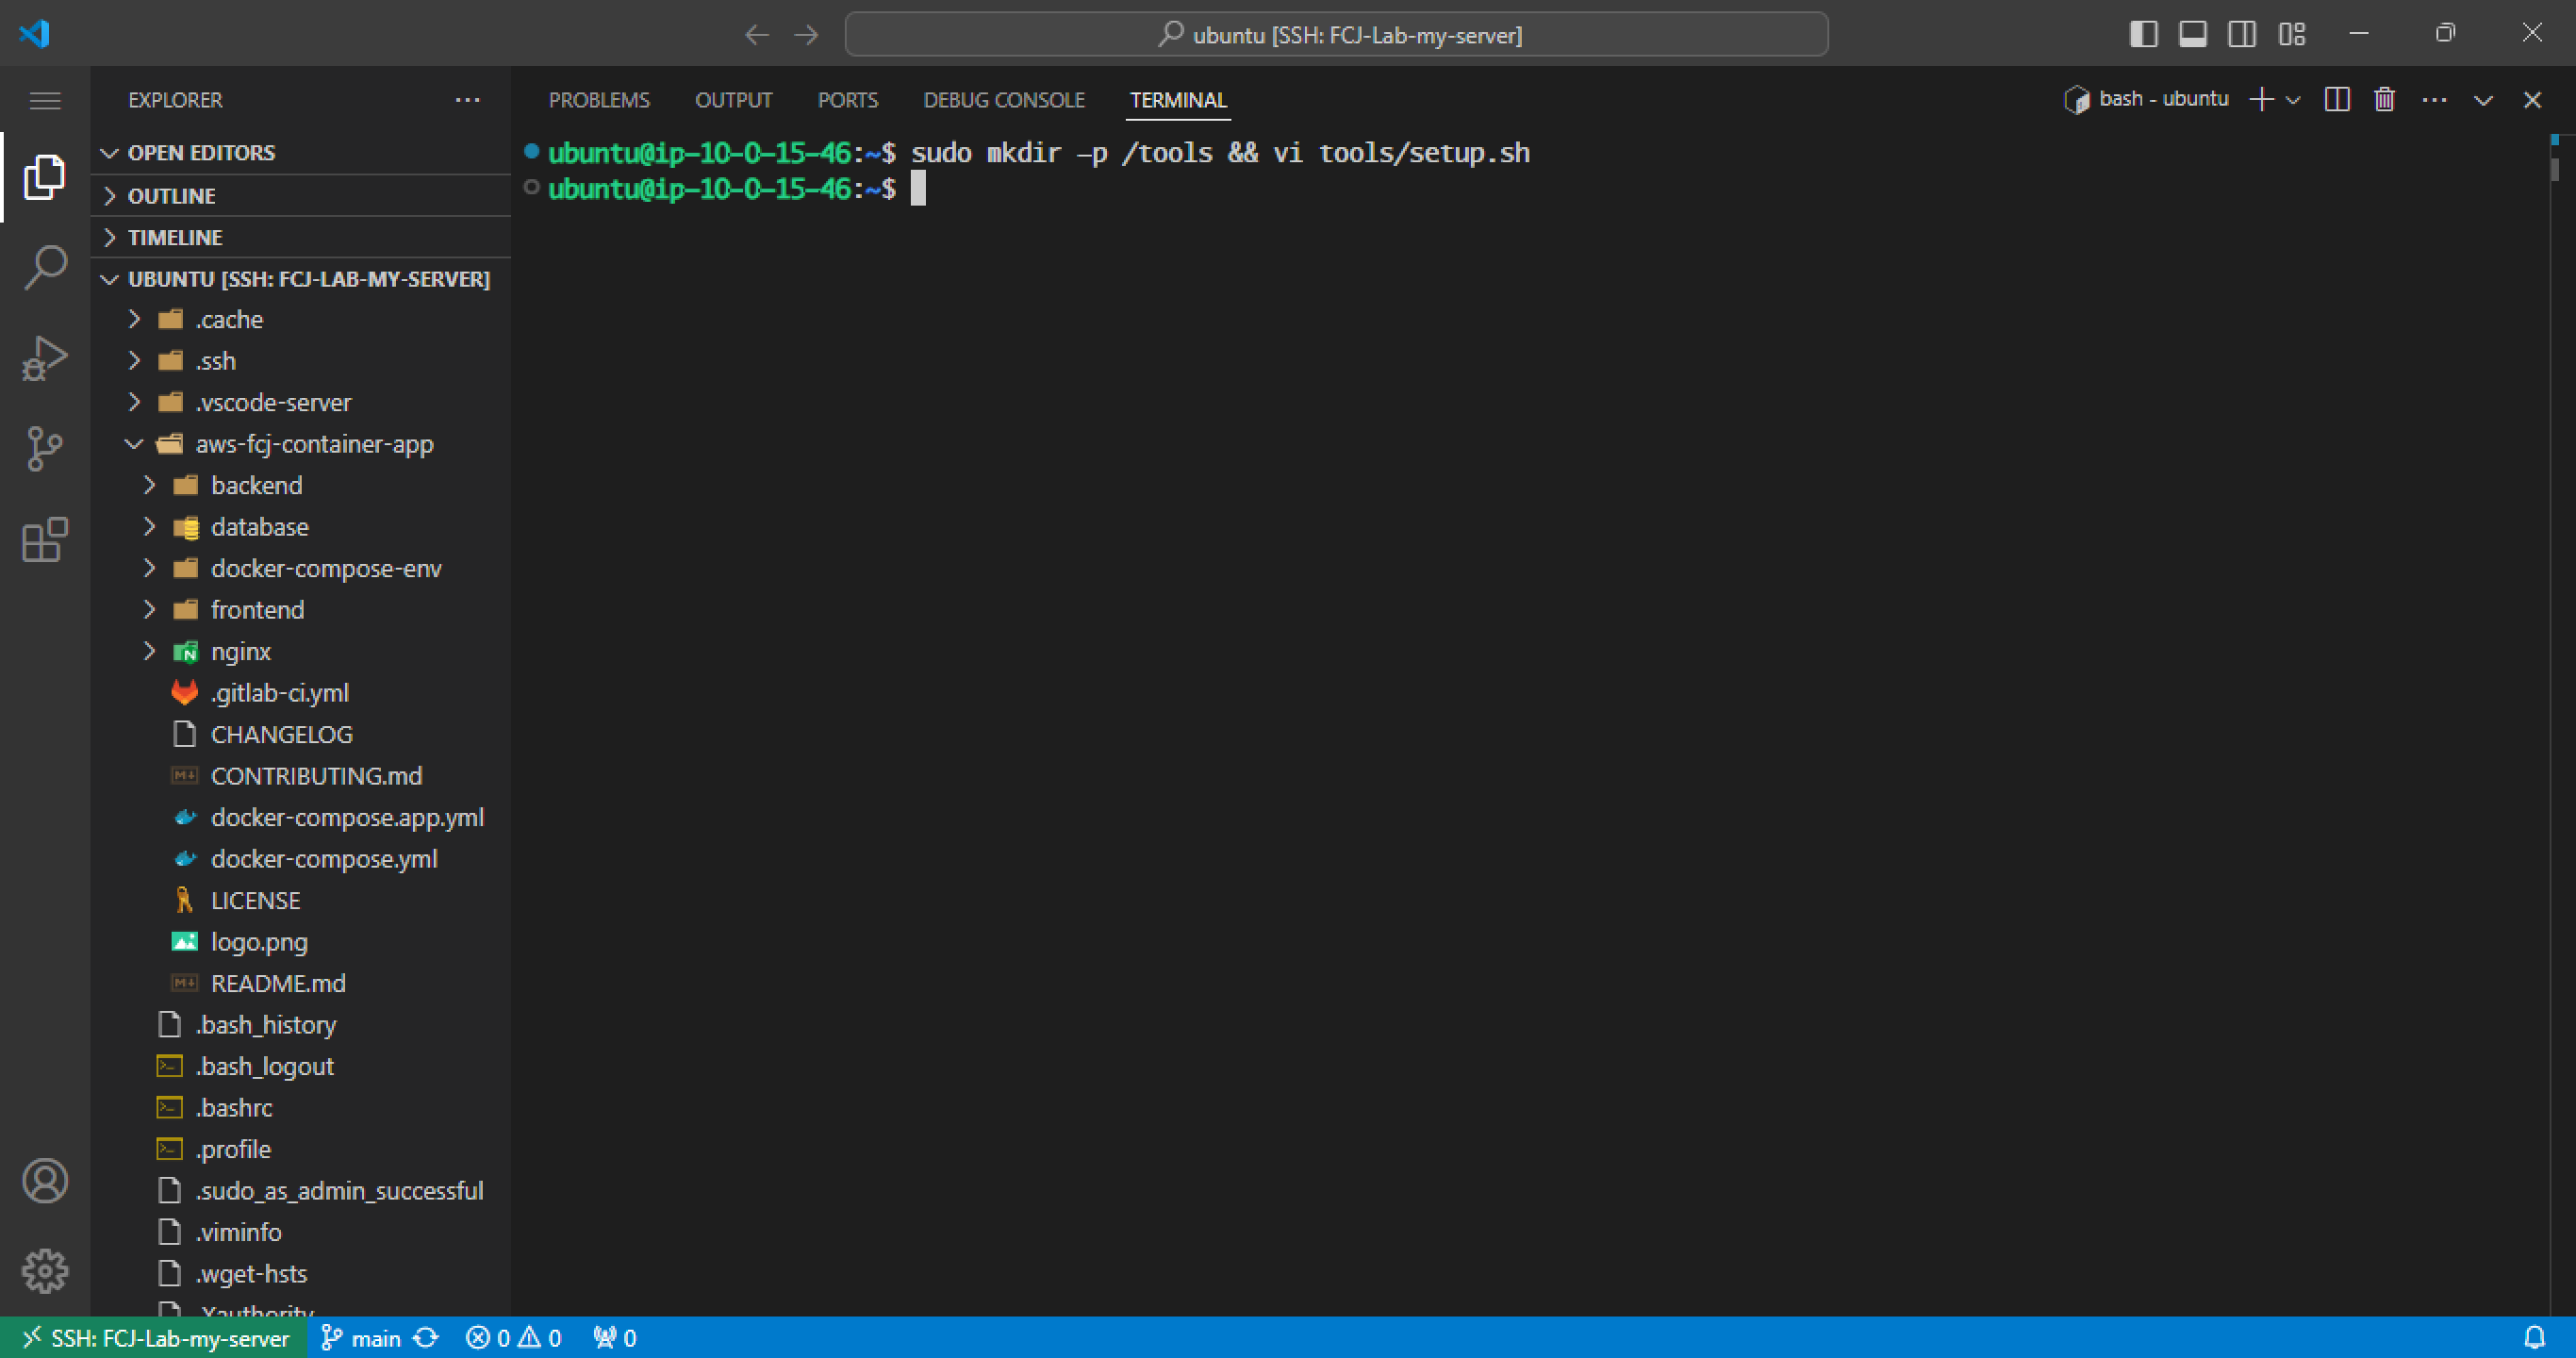 ubuntu [SSH: FCJ-Lab-my-server]
EXPLORER
PROBLEMS OUTPUT PORTS DEBUG CONSOLE TERMINAL
bash - ubuntu
OPEN EDITORS
OUTLINE
TIMELINE
UBUNTU [SSH: FCJ-LAB-MY-SERVER]
.cache
.ssh
.vscode-server
aws-fcj-container-app
backend
database
docker-compose-env
frontend
nginx
.gitlab-ci.yml
CHANGELOG
CONTRIBUTING.md
docker-compose.app.yml
docker-compose.yml
LICENSE
logo.png
README.md
.bash_history
.bash_logout
.bashrc
.profile
.sudo_as_admin_successful
.viminfo
.wget-hsts
.Xauthority
ubuntu@ip-10-0-15-46:~$ sudo mkdir -p /tools && vi tools/setup.sh
ubuntu@ip-10-0-15-46:~$
SSH: FCJ-Lab-my-server main 0 0 0